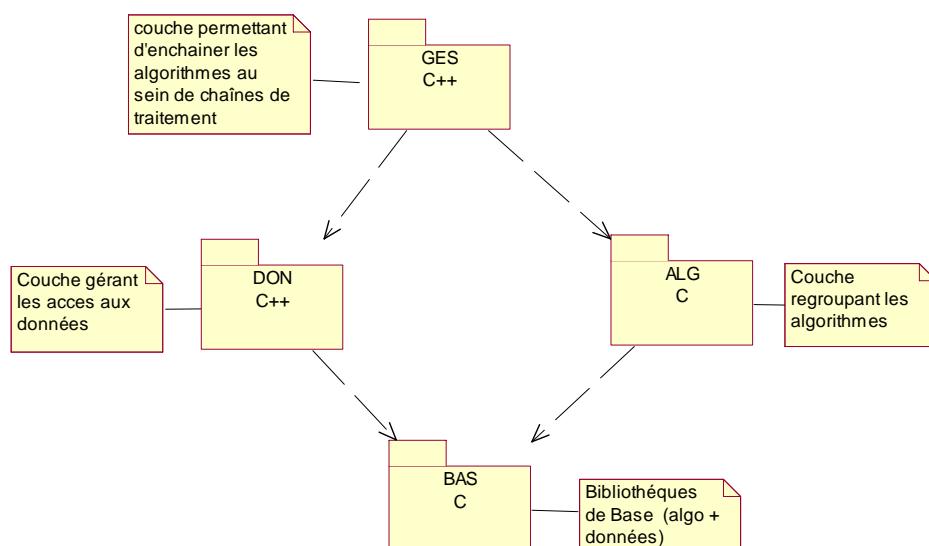 couche permettant
d'enchainer les
algorithmes au
sein de chaînes de
traitement
GES
C++
Couche gérant
les acces aux
données
DON
C++
ALG
C
Couche
regroupant les
algorithmes
BAS
C
Bibliothéques
de Base (algo +
données)